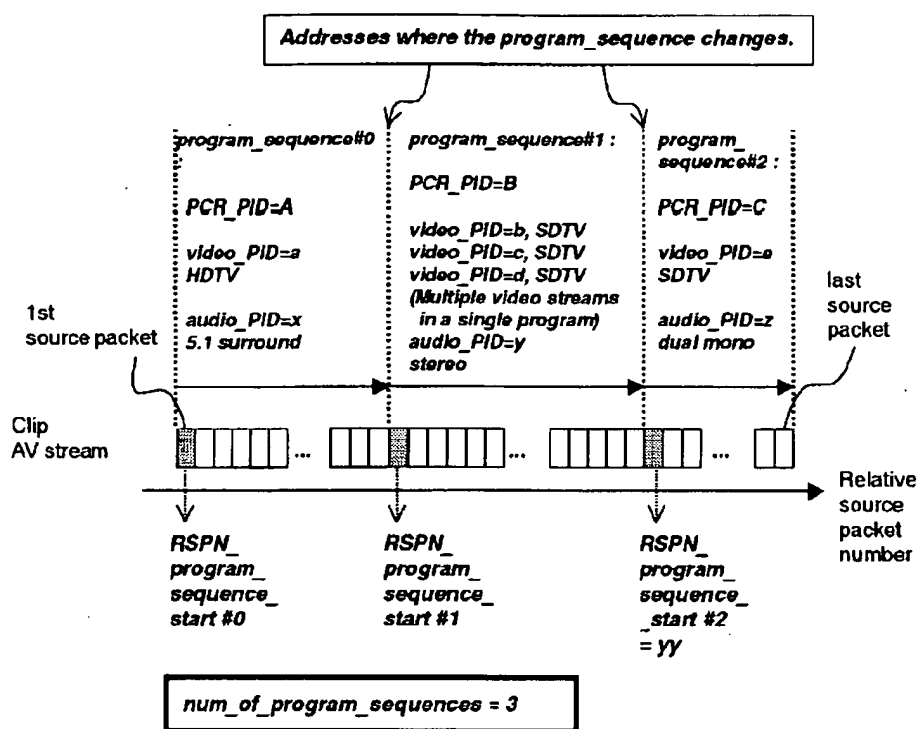 Addresses where the program_sequence changes.
program_sequence#0
:
PCR_PID=A
video_PID=a
HDTV
audio_PID=x
5.1 surround
program_sequence#1 :
PCR_PID=B
video_PID=b, SDTV
video_PID=c, SDTV
video_PID=d, SDTV
(Multiple video streams
in a single program)
audio_PID=y
stereo
program_
sequence#2 :
PCR_PID=C
video_PID=e
SDTV
audio_PID=z
dual mono
1st
source packet
last
source
packet
Clip
AV stream
...
...
...
Relative
source
packet
number
RSPN_
program_
sequence_
start #0
RSPN_
program_
sequence_
start #1
RSPN_
program_
sequence_
_start #2
= yy
num_of_program_sequences = 3